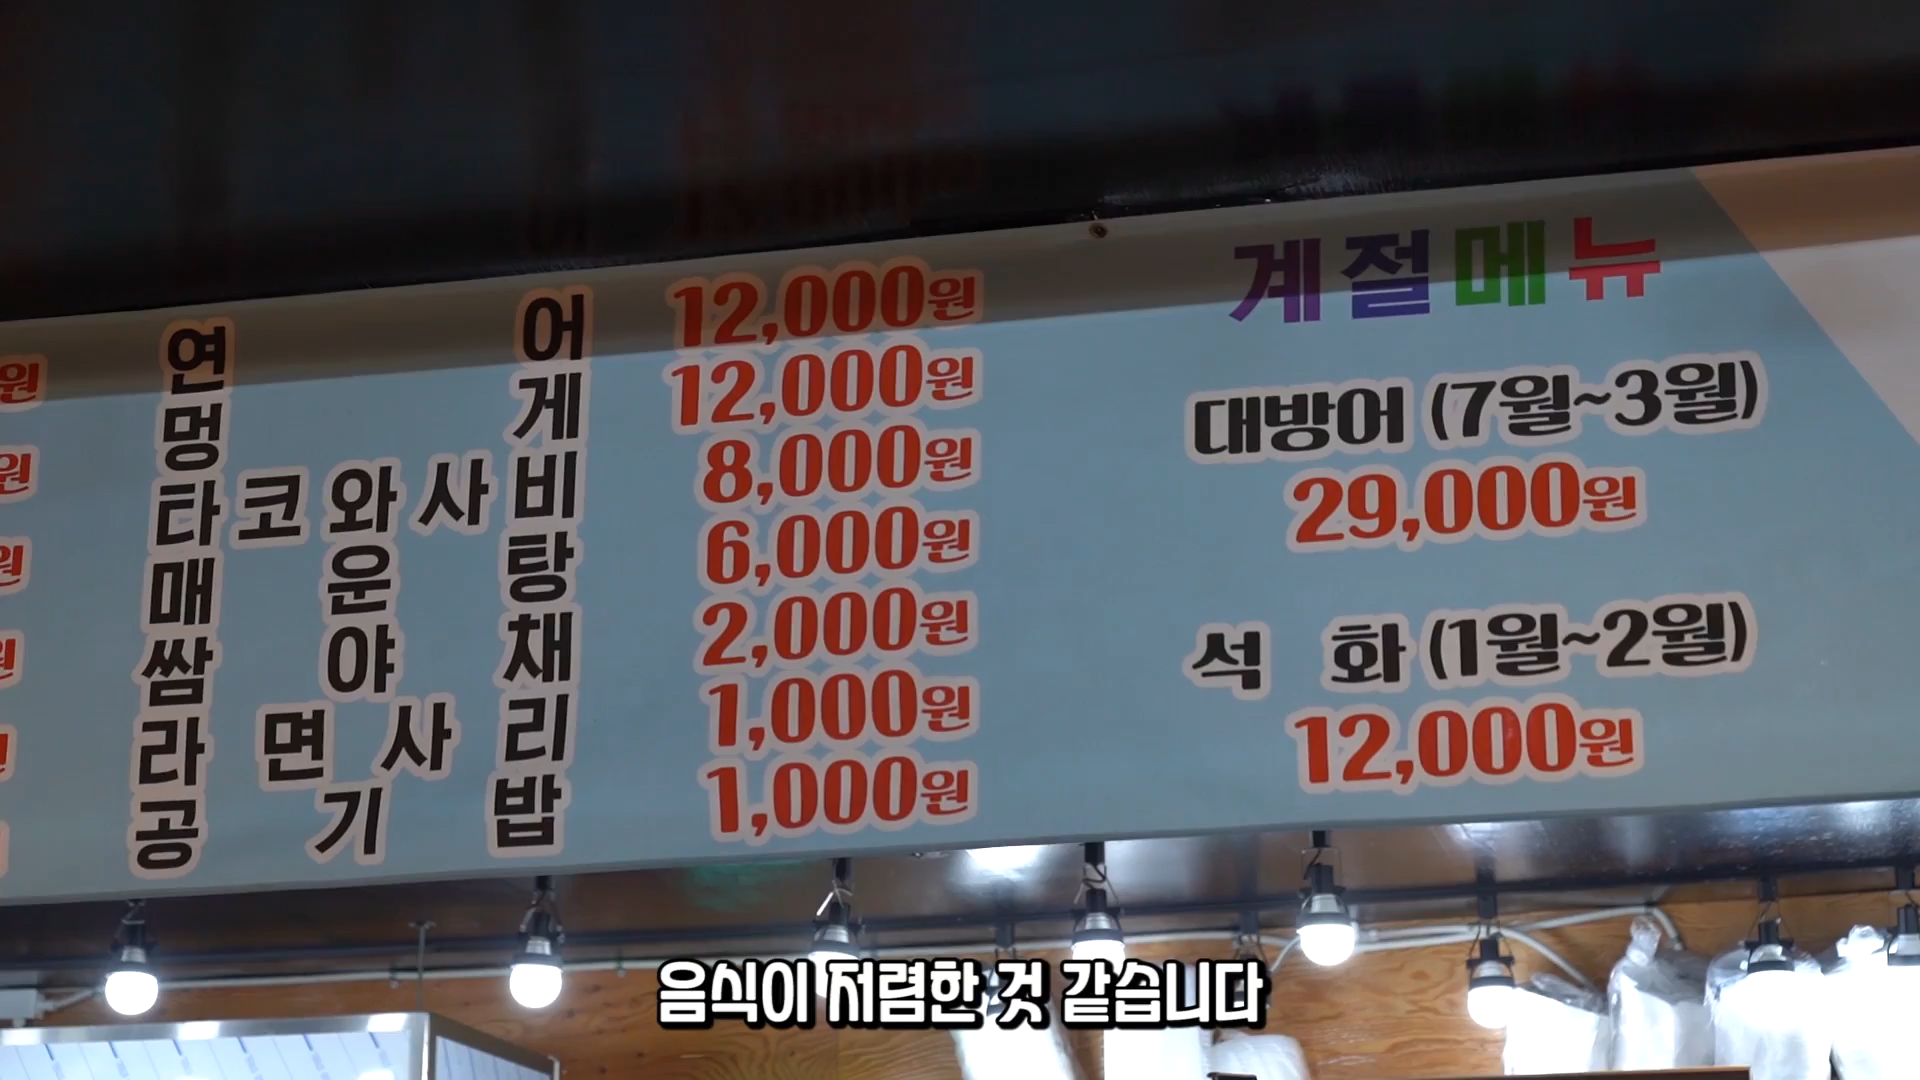 연 어 12,000원
멍 게 12,000원
타코와사비 8,000원
매 운 탕 6,000원
쌈 야 채 2,000원
라 면 사 리 1,000원
공 기 밥 1,000원
원
원
원
원
계절메뉴
대방어 (7월~3월)
29,000원
석 화 (1월~2월)
12,000원
음식이 저렴한 것 같습니다